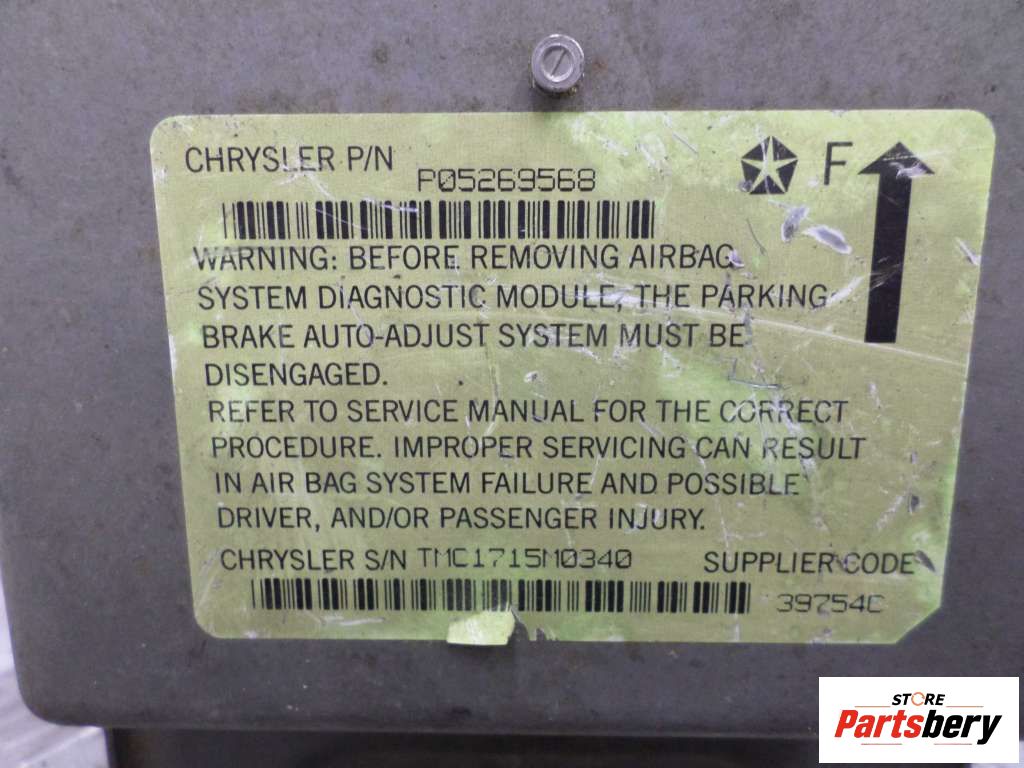 CHRYSLER P/N P05269568 F
WARNING: BEFORE REMOVING AIRBAG
SYSTEM DIAGNOSTIC MODULE, THE PARKING
BRAKE AUTO-ADJUST SYSTEM MUST BE
DISENGAGED.
REFER TO SERVICE MANUAL FOR THE CORRECT
PROCEDURE. IMPROPER SERVICING CAN RESULT
IN AIR BAG SYSTEM FAILURE AND POSSIBLE
DRIVER, AND/OR PASSENGER INJURY.
CHRYSLER S/N TMC1715M0340 SUPPLIER CODE
39754C
STORE
Partsbery